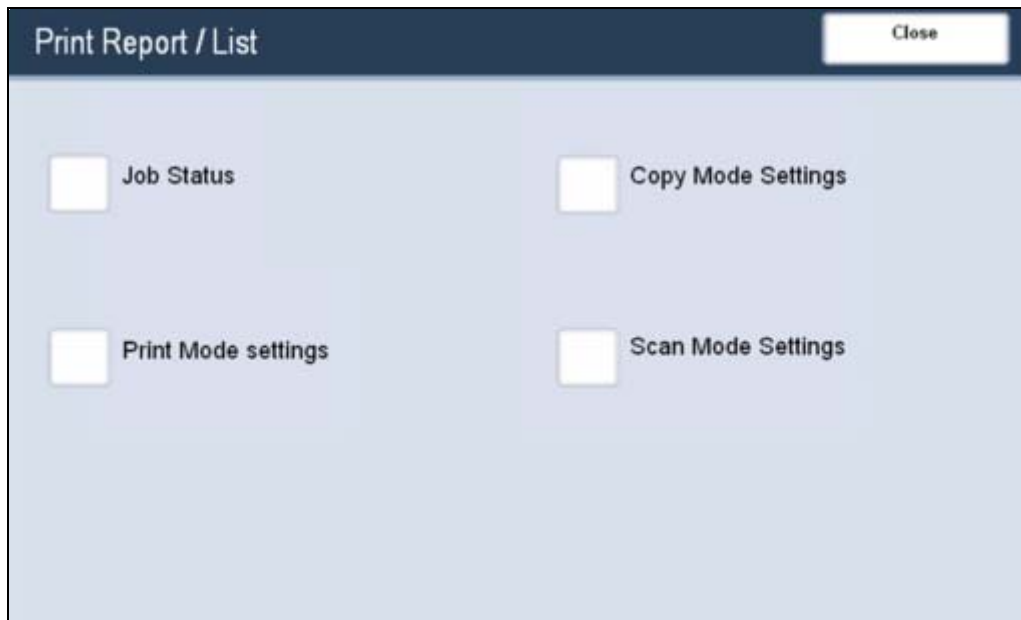 Print Report / List
Close
Job Status
Copy Mode Settings
Print Mode settings
Scan Mode Settings